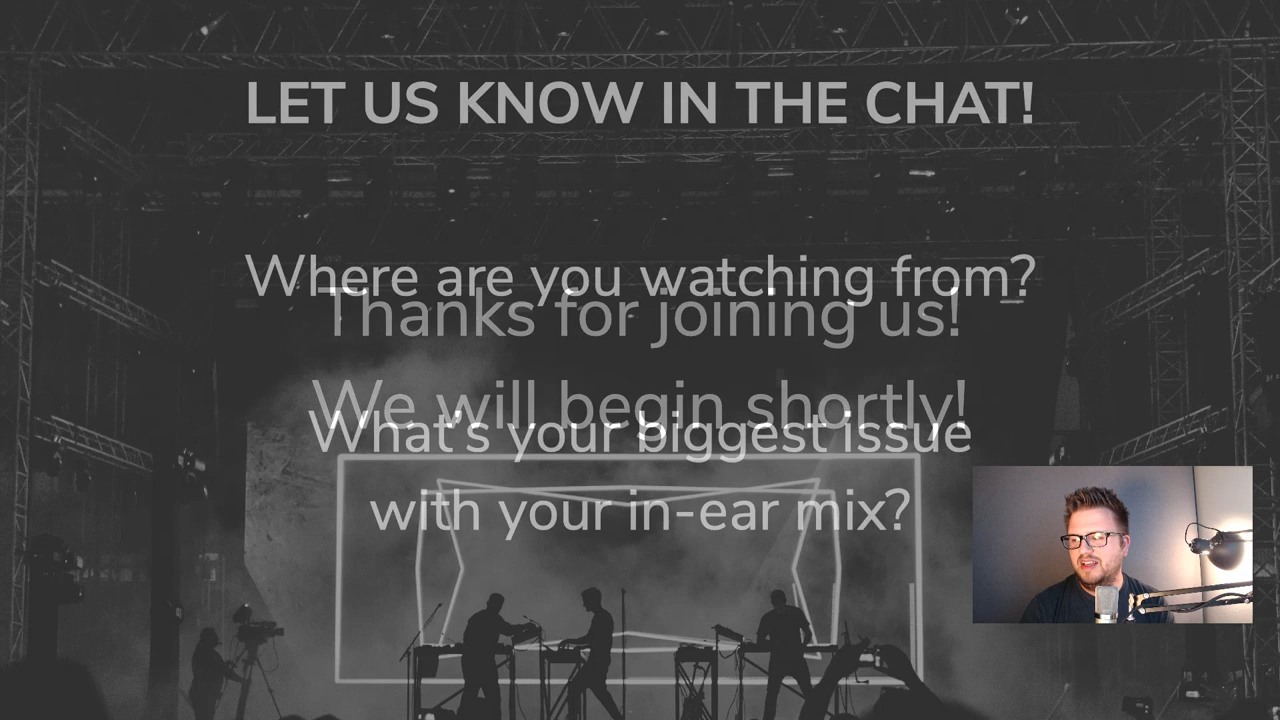 LET US KNOW IN THE CHAT!
Where are you watching from?
Thanks for joining us!
We will begin shortly!
What's your biggest issue
with your in-ear mix?